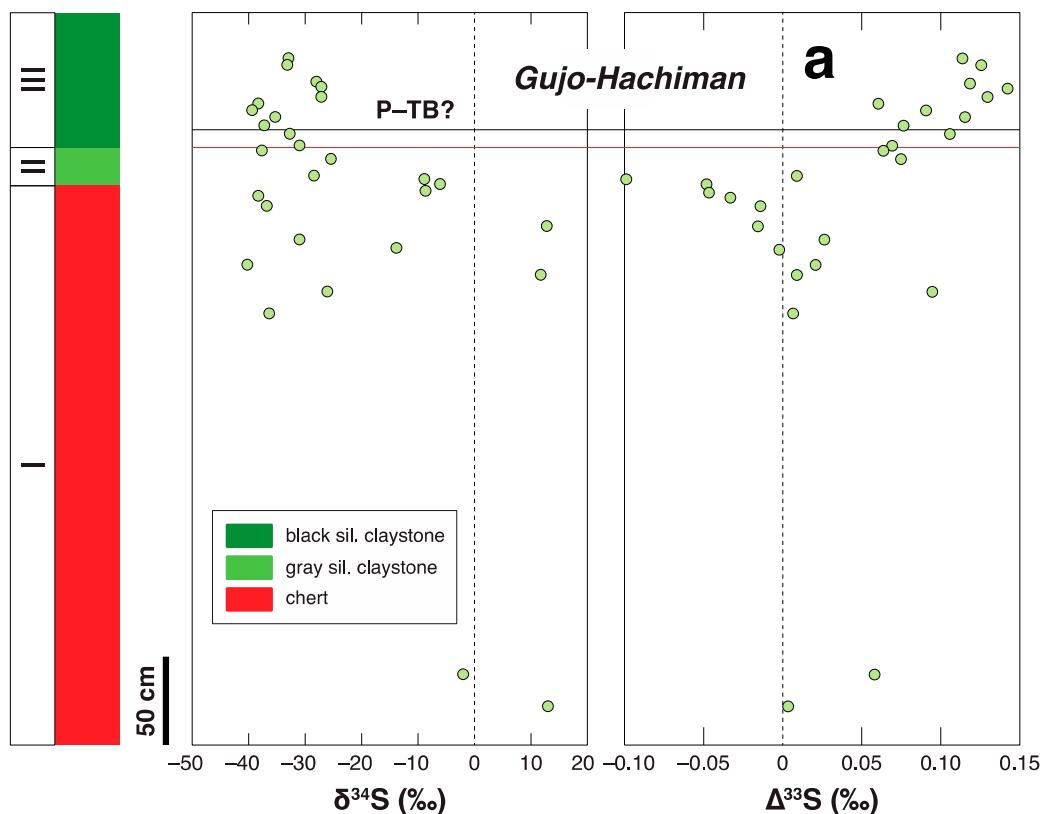 III
II
I
Gujo-Hachiman
a
P–TB?
black sil. claystone
gray sil. claystone
chert
50 cm
–50 –40 –30 –20 –10 0 10 20
–0.10 –0.05 0 0.05 0.10 0.15
δ³⁴S (‰)
Δ³³S (‰)